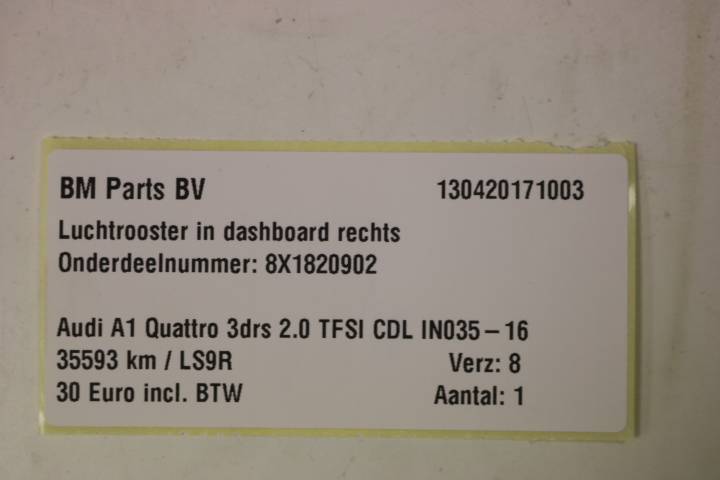 BM Parts BV 130420171003
Luchtrooster in dashboard rechts
Onderdeelnummer: 8X1820902
Audi A1 Quattro 3drs 2.0 TFSI CDL IN035-16
35593 km / LS9R Verz: 8
30 Euro incl. BTW Aantal: 1